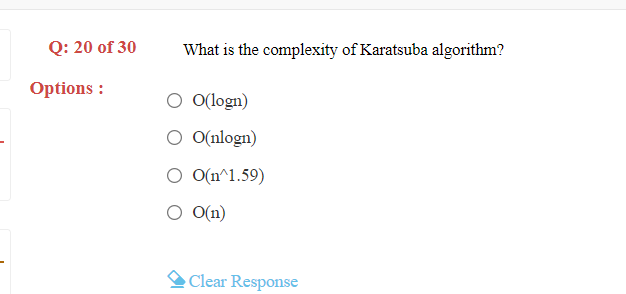 Q: 20 of 30 What is the complexity of Karatsuba algorithm?
Options :
O(logn)
O(nlogn)
O(n^1.59)
O(n)
Clear Response